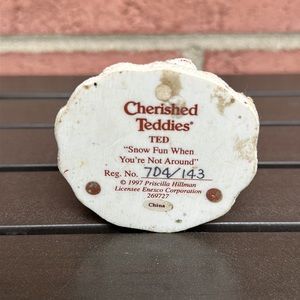 Cherished
Teddies®
TED
"Snow Fun When
You're Not Around"
Reg. No. 7D4/143
© 1997 Priscilla Hillman
Licensee Enesco Corporation
269727
China